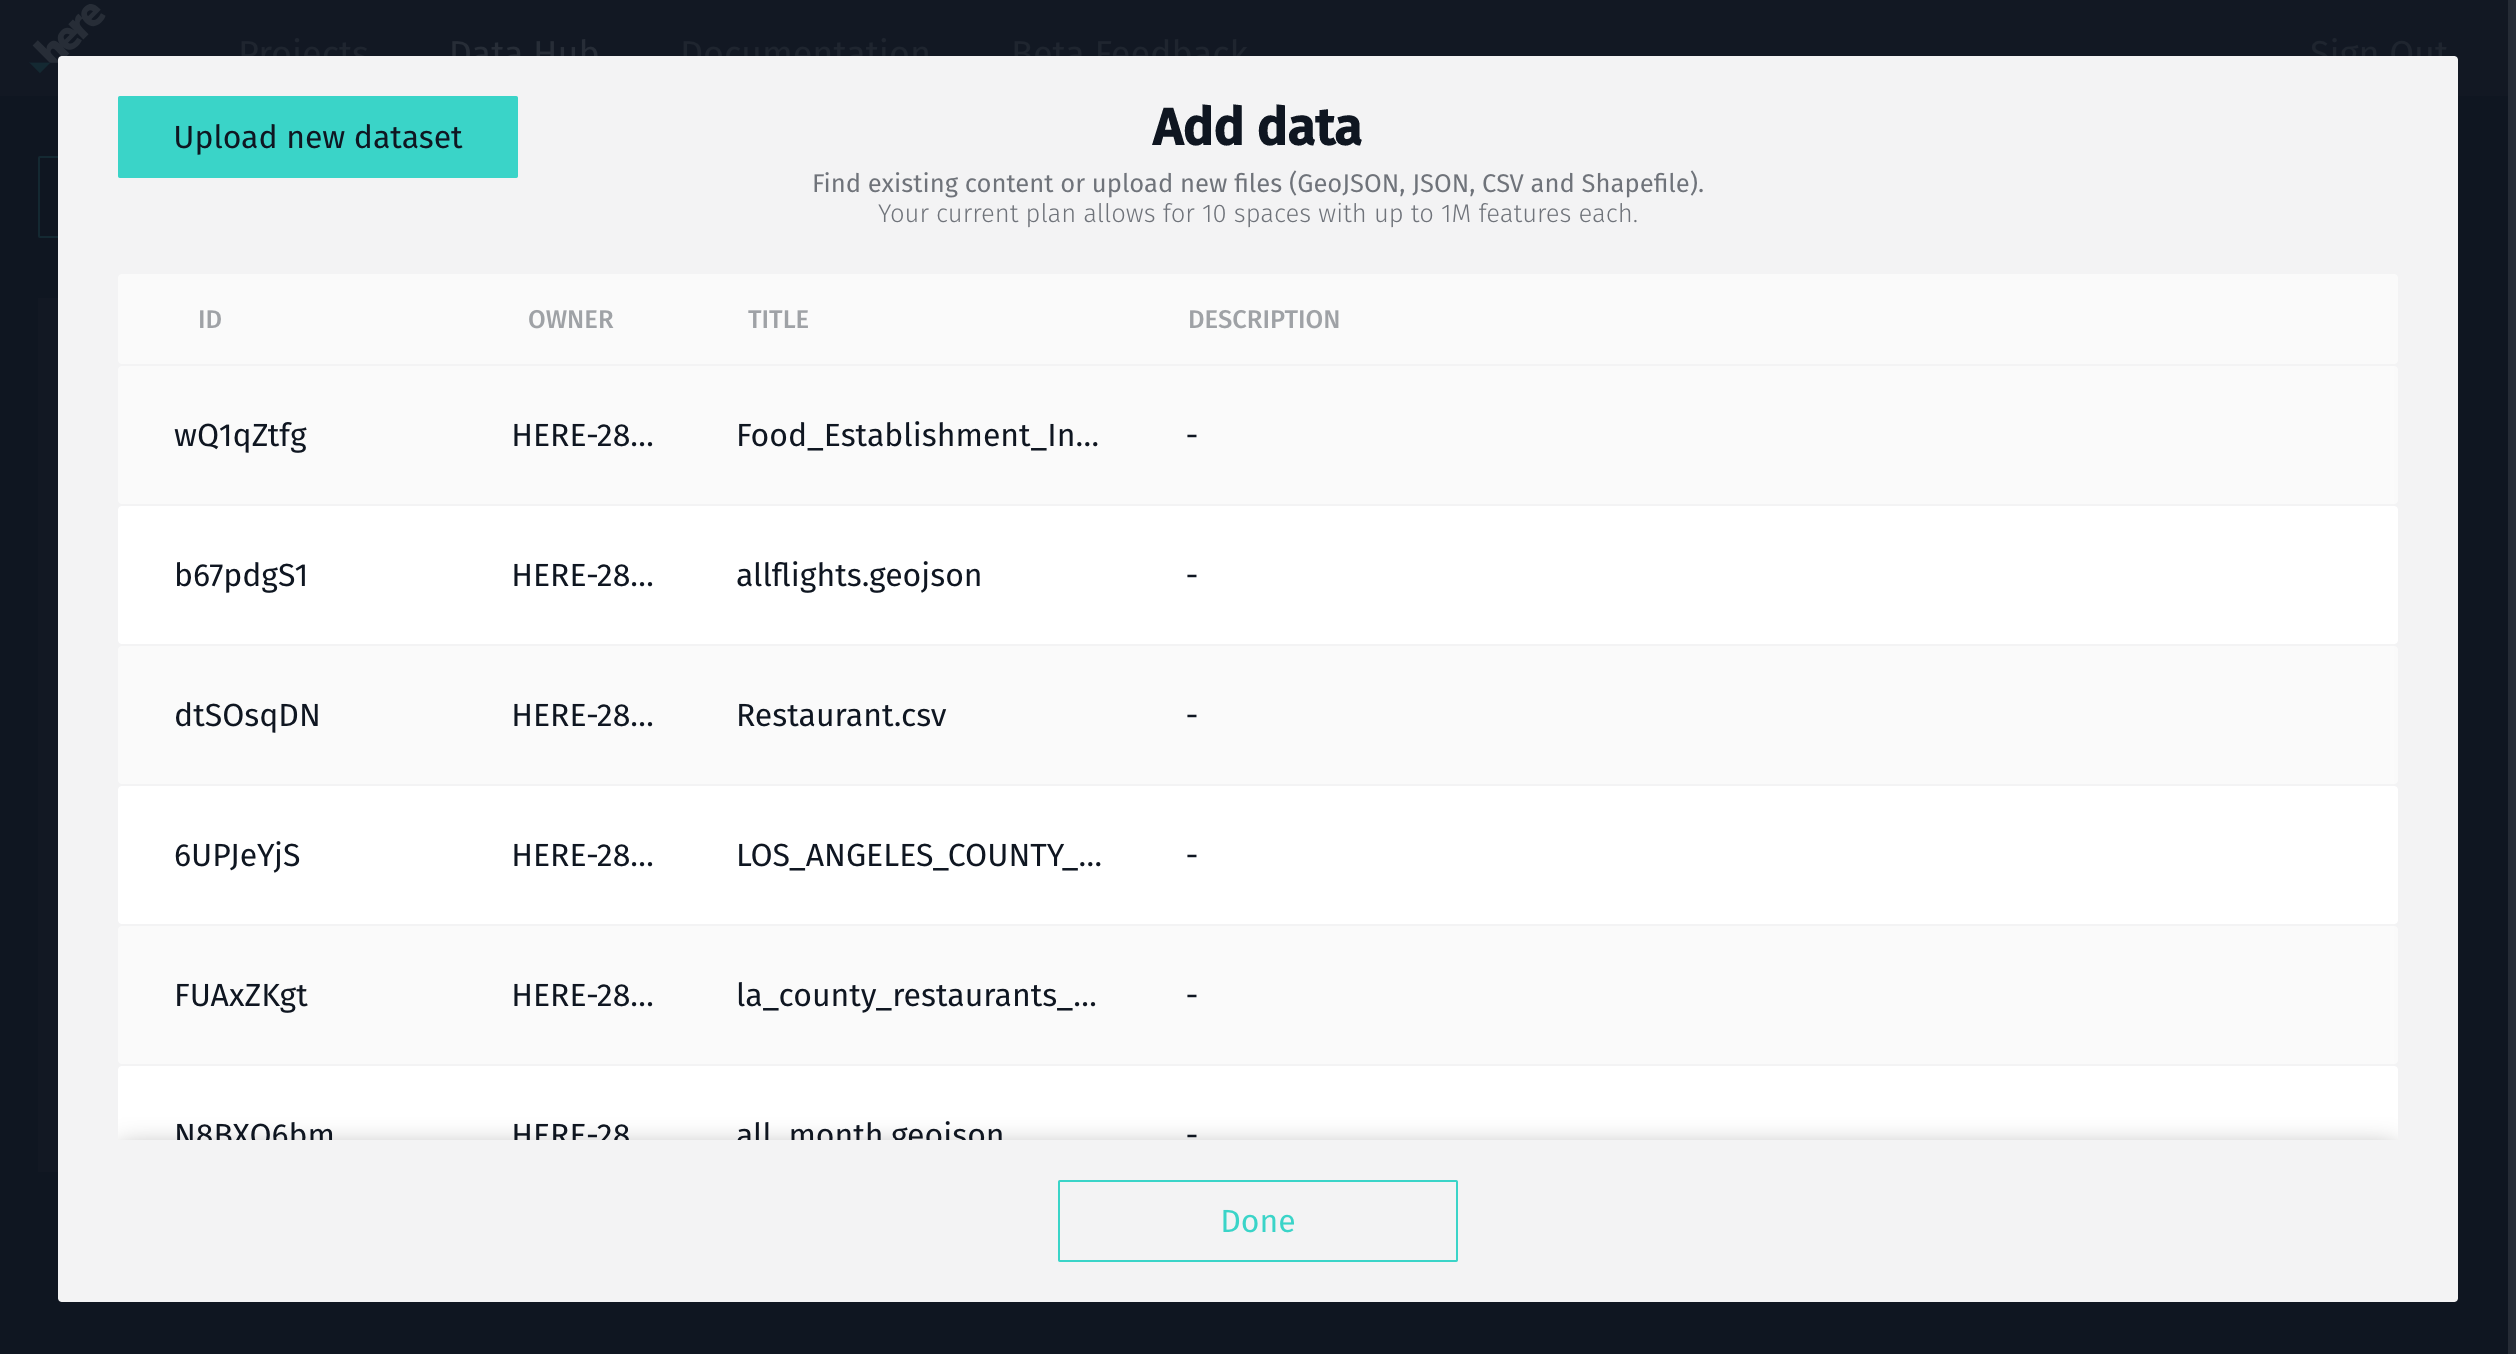 here
Projects Data Hub Documentation Beta Feedback Sign Out
Upload new dataset
Add data
Find existing content or upload new files (GeoJSON, JSON, CSV and Shapefile).
Your current plan allows for 10 spaces with up to 1M features each.
ID OWNER TITLE DESCRIPTION
wQ1qZtfg HERE-28... Food_Establishment_In... -
b67pdgS1 HERE-28... allflights.geojson -
dtSOsqDN HERE-28... Restaurant.csv -
6UPJeYjS HERE-28... LOS_ANGELES_COUNTY_... -
FUAxZKgt HERE-28... la_county_restaurants_... -
HERE-28 all_month.geojson -
Done